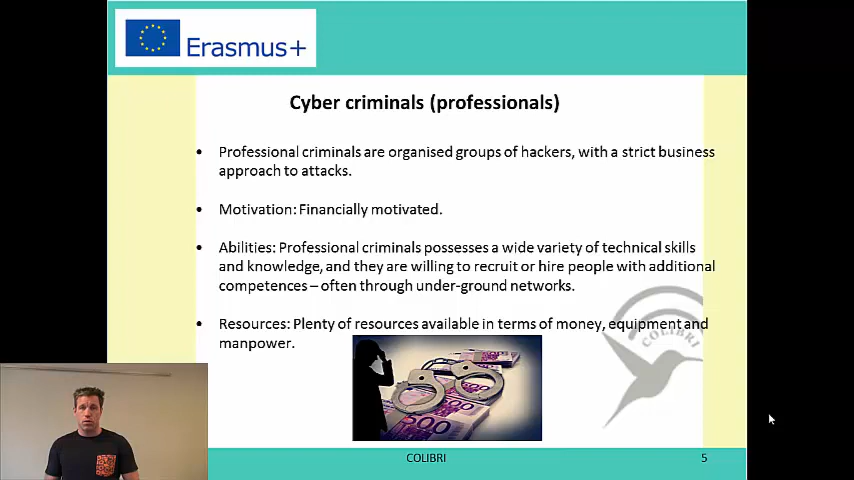 Erasmus+
Cyber criminals (professionals)
• Professional criminals are organised groups of hackers, with a strict business
approach to attacks.
• Motivation: Financially motivated.
• Abilities: Professional criminals possesses a wide variety of technical skills
and knowledge, and they are willing to recruit or hire people with additional
competences – often through under-ground networks.
• Resources: Plenty of resources available in terms of money, equipment and
manpower.
COLIBRI
500
500
COLIBRI
5